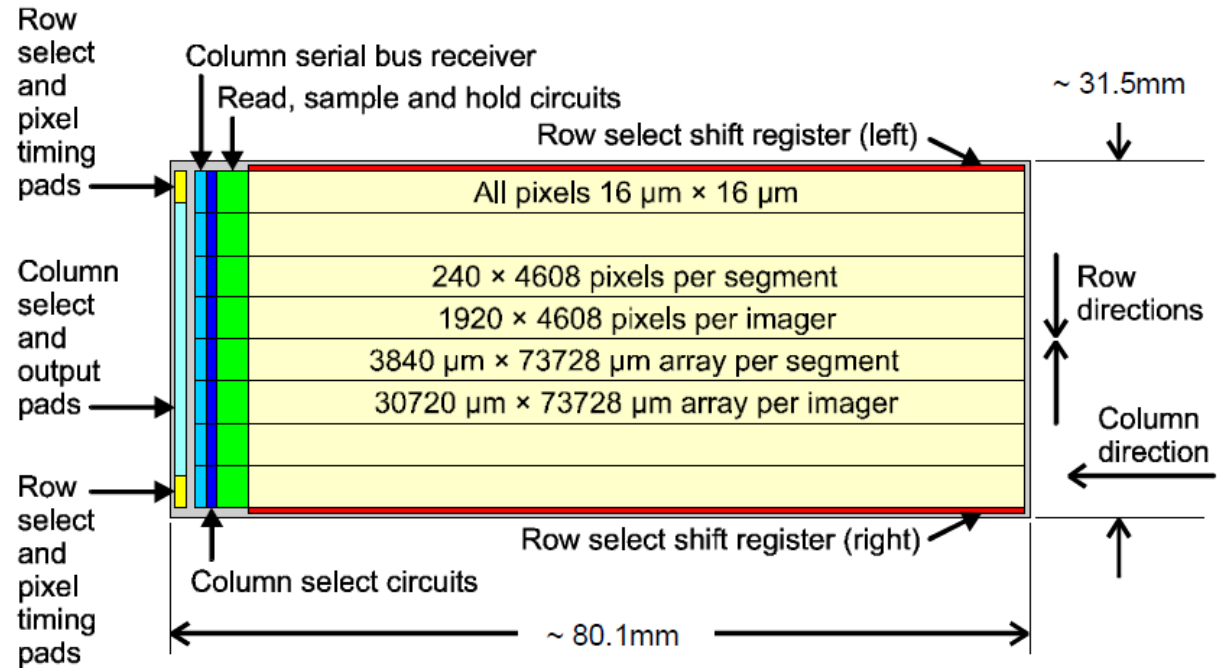 Row
select
and
pixel
timing
pads
Column serial bus receiver
Read, sample and hold circuits
Row select shift register (left)
~ 31.5mm
All pixels 16 µm × 16 µm
240 × 4608 pixels per segment
1920 × 4608 pixels per imager
3840 µm × 73728 µm array per segment
30720 µm × 73728 µm array per imager
Column
select
and
output
pads
Row
directions
Column
direction
Row
select
and
pixel
timing
pads
Row select shift register (right)
Column select circuits
~ 80.1mm